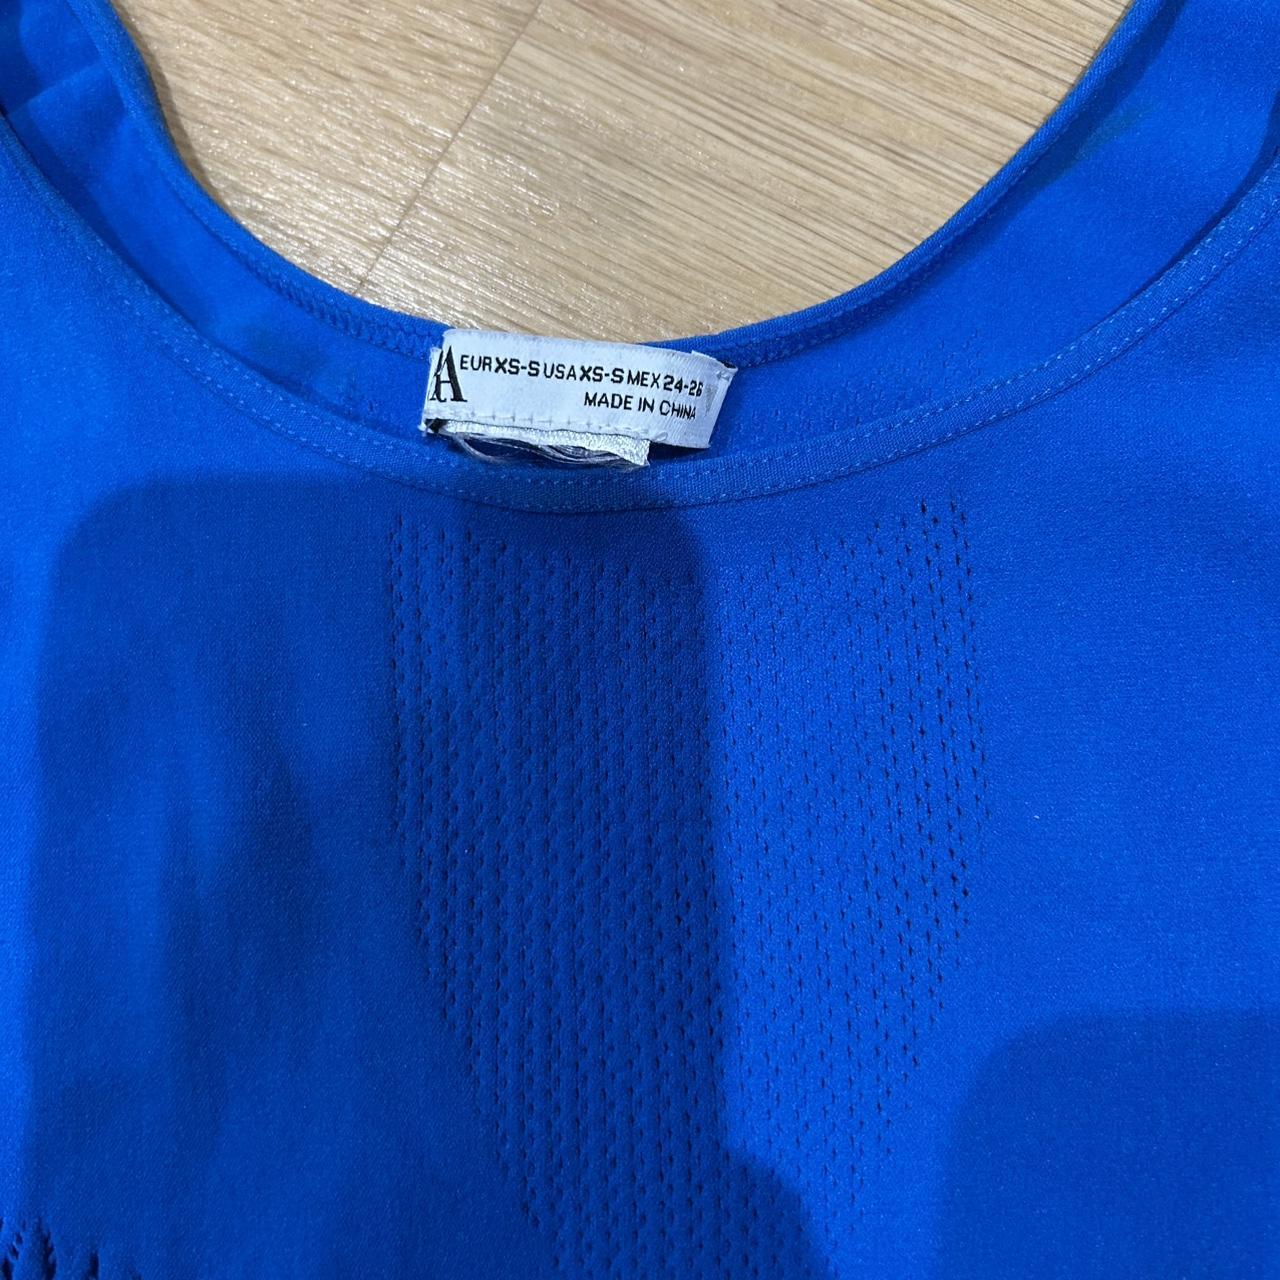 A EUR XS-S USA XS-S MEX 24-26
MADE IN CHINA